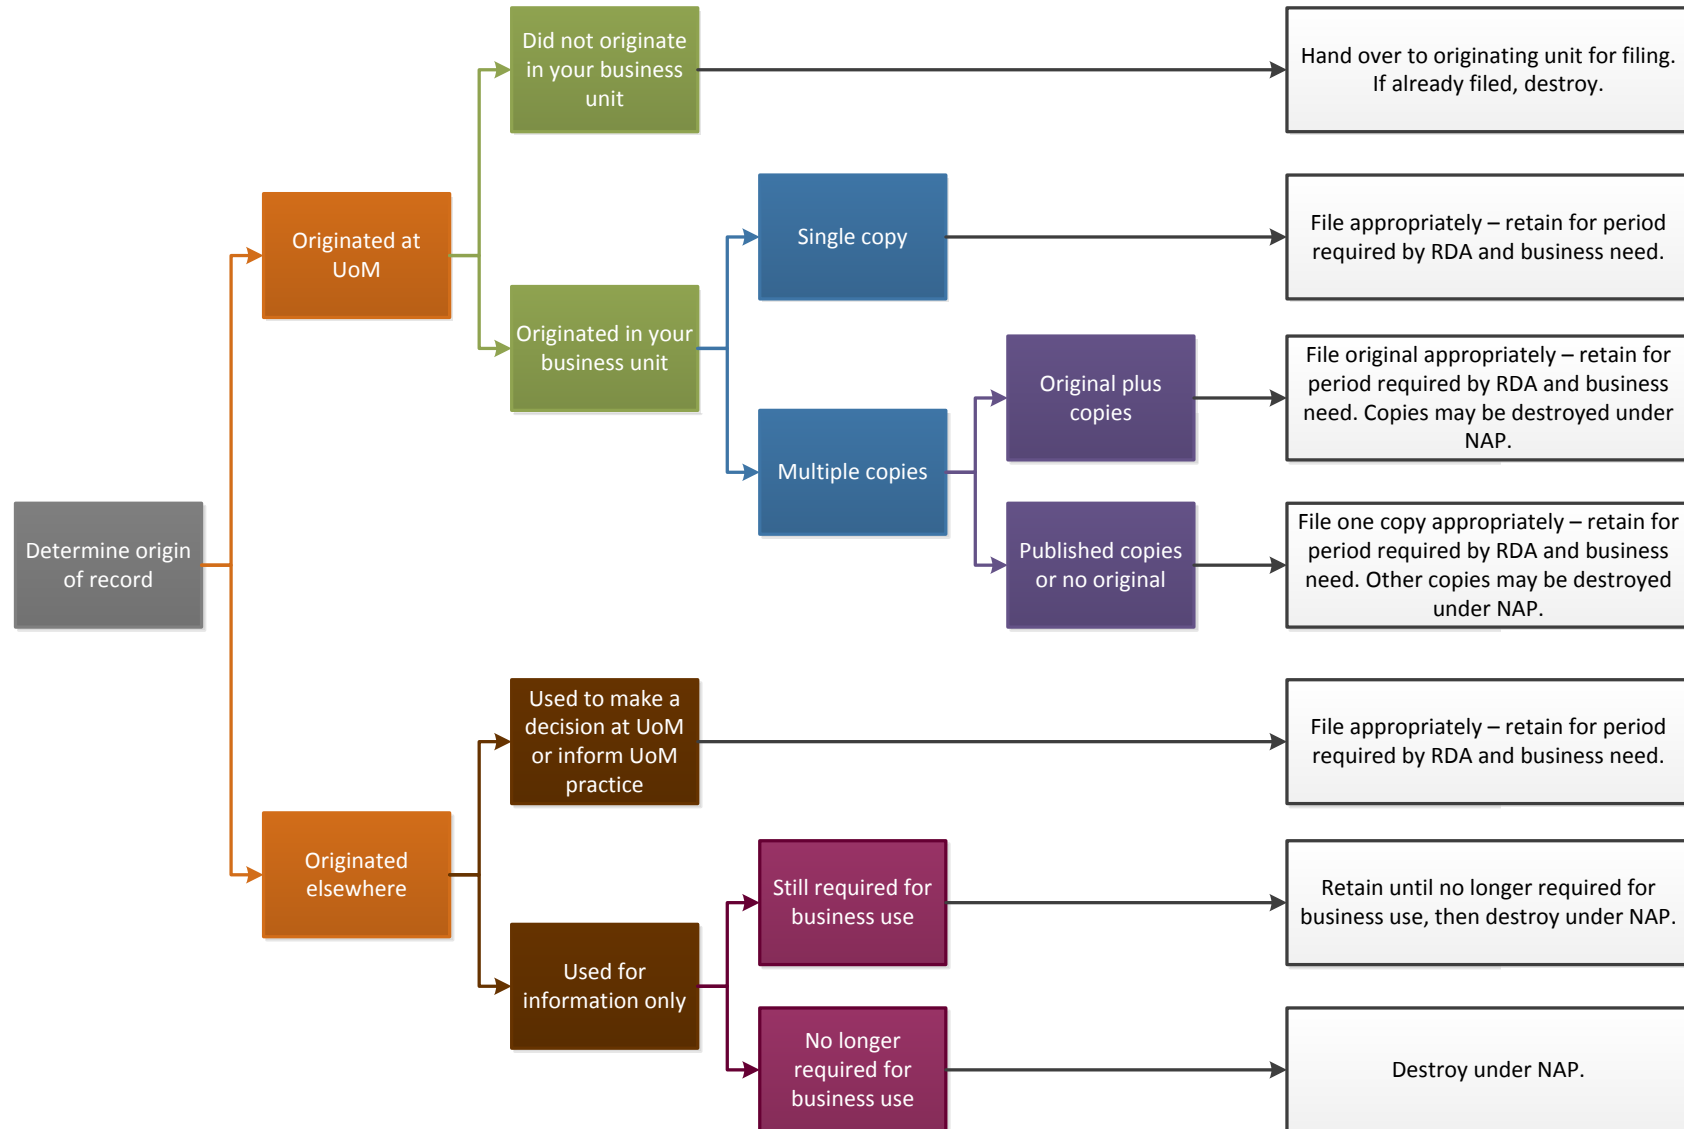 Did not originate
in your business
unit
Hand over to originating unit for filing.
If already filed, destroy.
Originated at
UoM
Single copy
File appropriately – retain for period
required by RDA and business need.
Originated in your
business unit
Original plus
copies
File original appropriately – retain for
period required by RDA and business
need. Copies may be destroyed under
NAP.
Multiple copies
Determine origin
of record
Published copies
or no original
File one copy appropriately – retain for
period required by RDA and business
need. Other copies may be destroyed
under NAP.
Used to make a
decision at UoM
or inform UoM
practice
File appropriately – retain for period
required by RDA and business need.
Originated
elsewhere
Still required for
business use
Retain until no longer required for
business use, then destroy under NAP.
Used for
information only
No longer
required for
business use
Destroy under NAP.